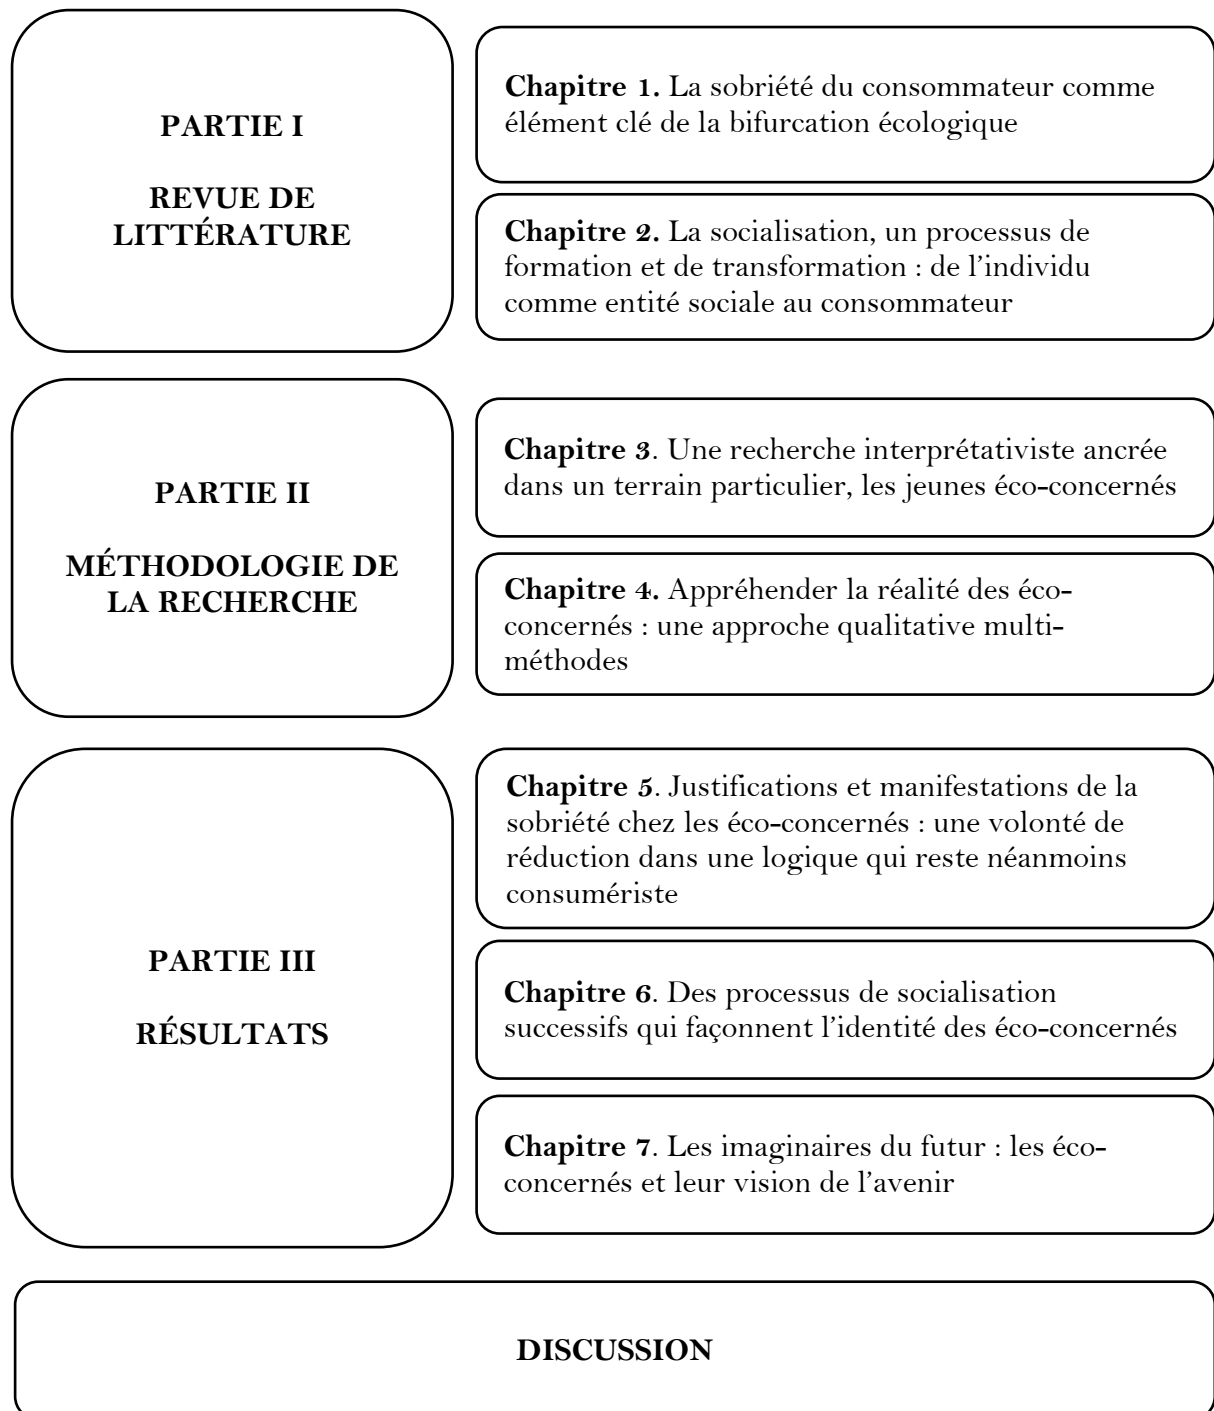 PARTIE I
REVUE DE
LITTÉRATURE
Chapitre 1. La sobriété du consommateur comme
élément clé de la bifurcation écologique
Chapitre 2. La socialisation, un processus de
formation et de transformation : de l’individu
comme entité sociale au consommateur
PARTIE II
MÉTHODOLOGIE DE
LA RECHERCHE
Chapitre 3. Une recherche interprétativiste ancrée
dans un terrain particulier, les jeunes éco-concernés
Chapitre 4. Appréhender la réalité des éco-
concernés : une approche qualitative multi-
méthodes
PARTIE III
RÉSULTATS
Chapitre 5. Justifications et manifestations de la
sobriété chez les éco-concernés : une volonté de
réduction dans une logique qui reste néanmoins
consumériste
Chapitre 6. Des processus de socialisation
successifs qui façonnent l’identité des éco-concernés
Chapitre 7. Les imaginaires du futur : les éco-
concernés et leur vision de l’avenir
DISCUSSION